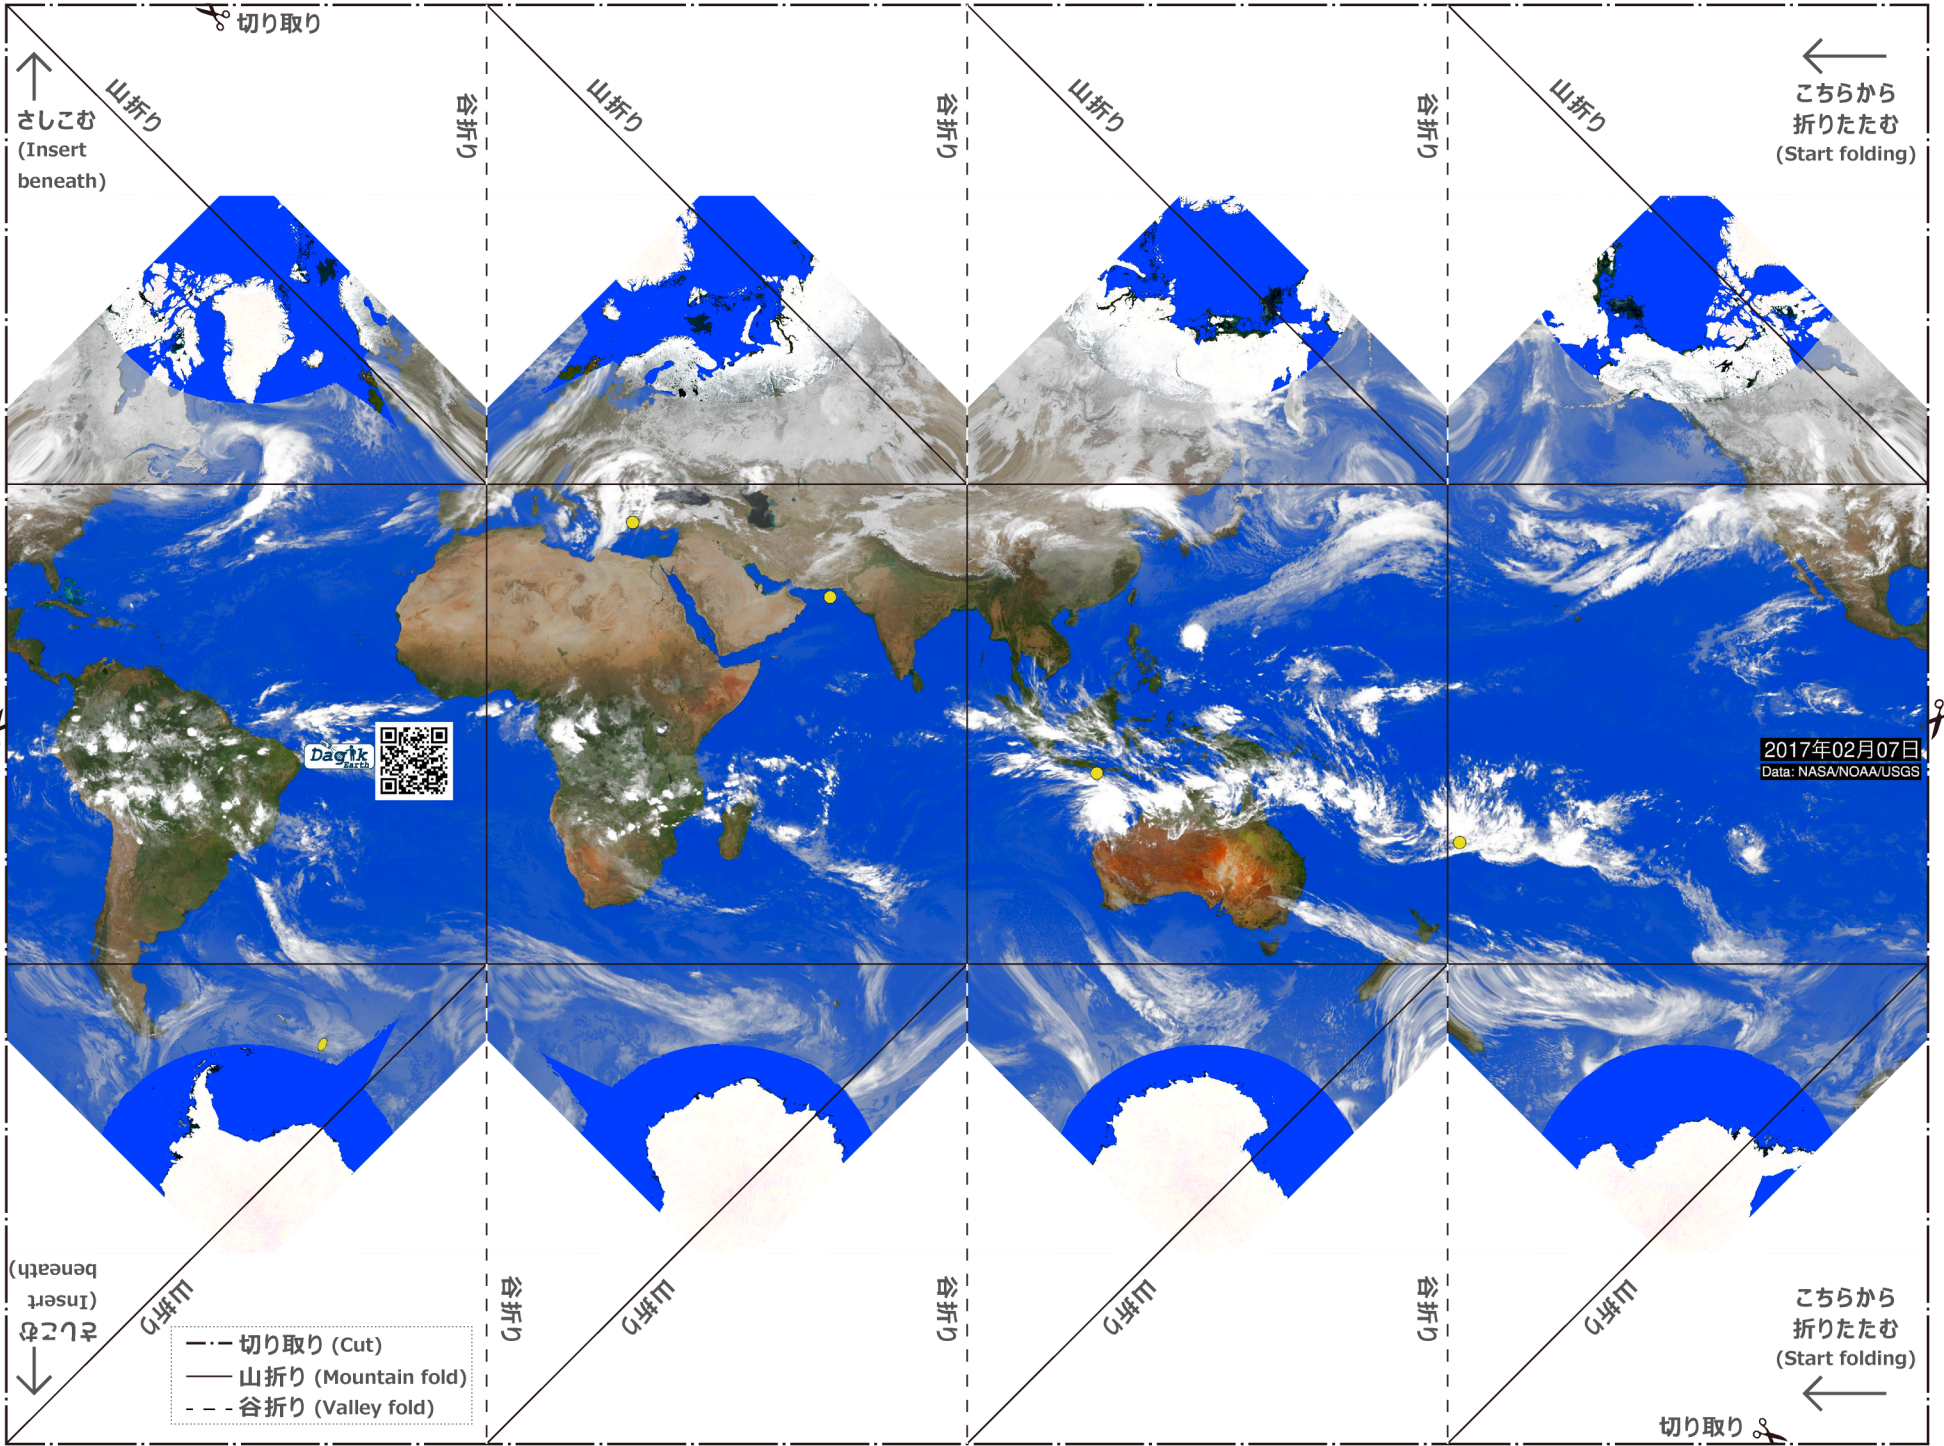 切り取り
山折り
谷折り
山折り
谷折り
山折り
谷折り
山折り
さしこむ
(Insert
beneath)
こちらから
折りたたむ
(Start folding)
Dagik
Earth
2017年02月07日
Data: NASA/NOAA/USGS
さしこむ
(Insert
beneath)
山折り
谷折り
山折り
谷折り
山折り
谷折り
山折り
こちらから
折りたたむ
(Start folding)
切り取り (Cut)
山折り (Mountain fold)
谷折り (Valley fold)
切り取り